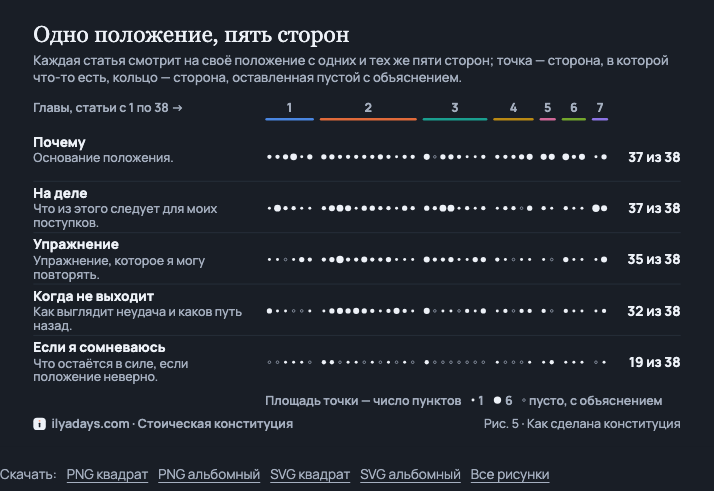 Одно положение, пять сторон
Каждая статья смотрит на своё положение с одних и тех же пяти сторон; точка — сторона, в которой
что-то есть, кольцо — сторона, оставленная пустой с объяснением.
Главы, статьи с 1 по 38 → 1 2 3 4 5 6 7
Почему
Основание положения. 37 из 38
На деле
Что из этого следует для моих 37 из 38
поступков.
Упражнение
Упражнение, которое я могу 35 из 38
повторять.
Когда не выходит
Как выглядит неудача и каков путь 32 из 38
назад.
Если я сомневаюсь
Что остаётся в силе, если 19 из 38
положение неверно.
Площадь точки — число пунктов 1 6 пусто, с объяснением
i ilyadays.com · Стоическая конституция Рис. 5 · Как сделана конституция
Скачать: PNG квадрат PNG альбомный SVG квадрат SVG альбомный Все рисунки